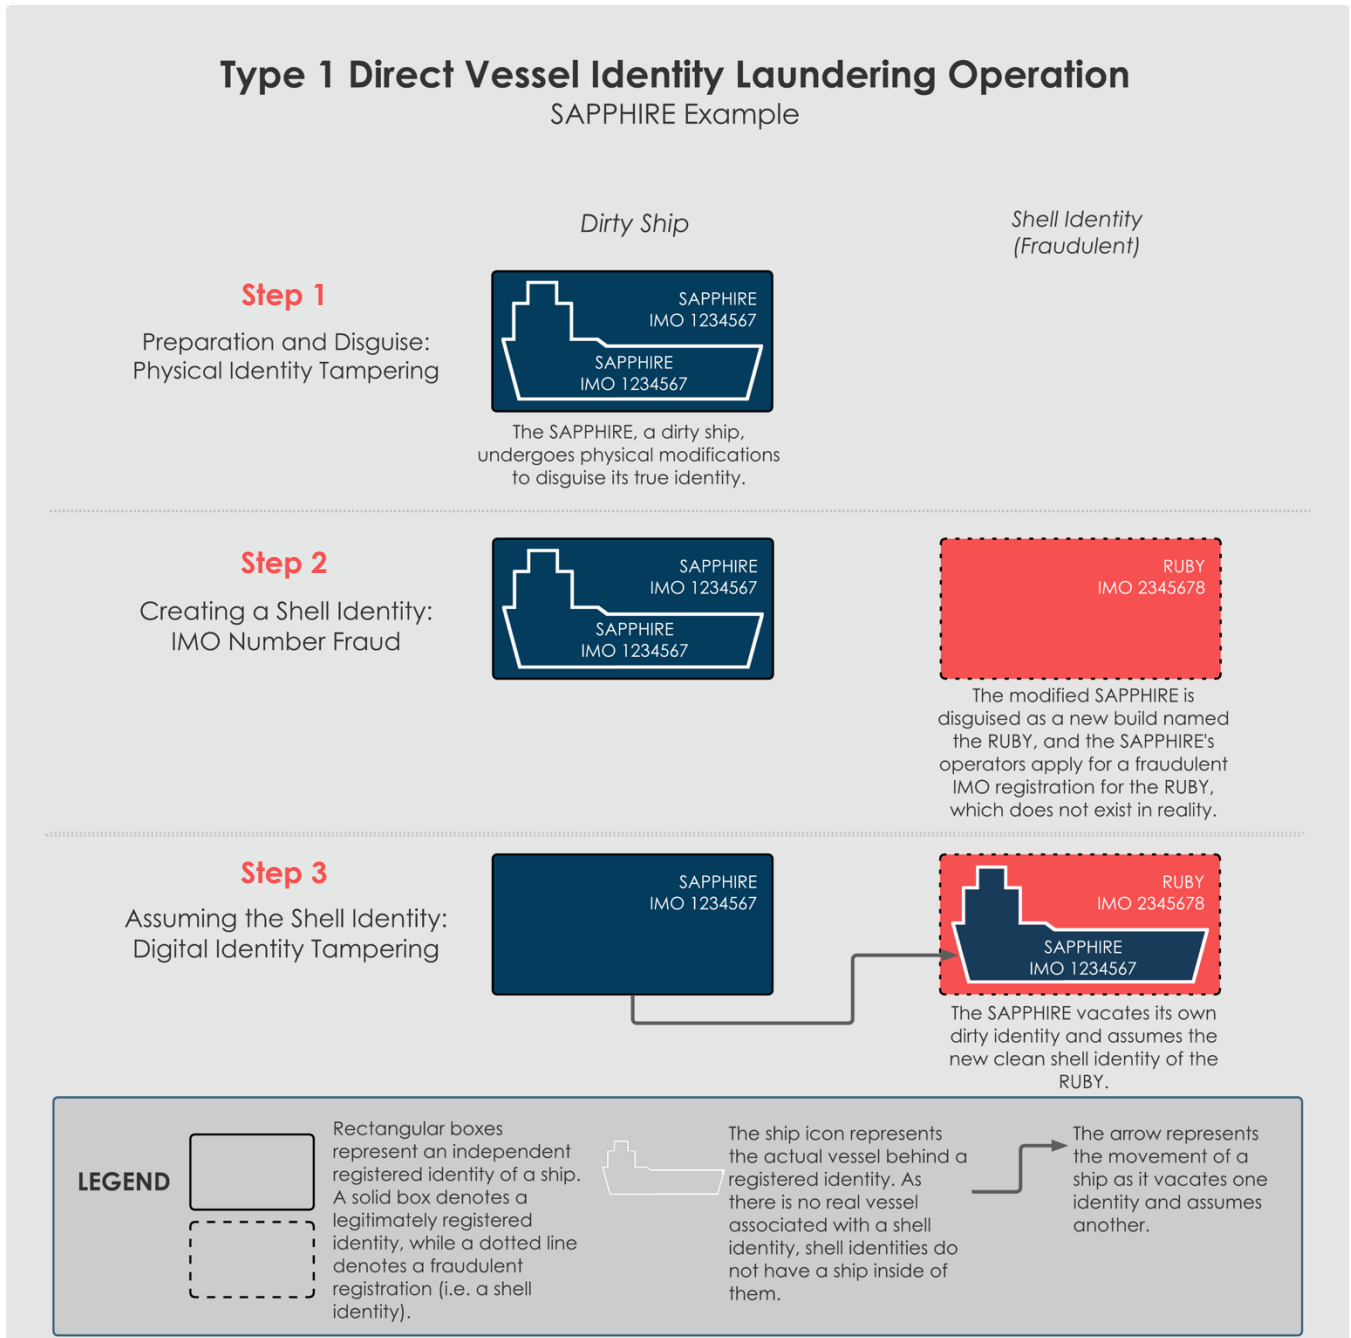 Type 1 Direct Vessel Identity Laundering Operation
SAPPHIRE Example
Dirty Ship
Shell Identity
(Fraudulent)
Step 1
Preparation and Disguise:
Physical Identity Tampering
SAPPHIRE
IMO 1234567
SAPPHIRE
IMO 1234567
The SAPPHIRE, a dirty ship,
undergoes physical modifications
to disguise its true identity.
Step 2
Creating a Shell Identity:
IMO Number Fraud
SAPPHIRE
IMO 1234567
SAPPHIRE
IMO 1234567
RUBY
IMO 2345678
The modified SAPPHIRE is
disguised as a new build named
the RUBY, and the SAPPHIRE's
operators apply for a fraudulent
IMO registration for the RUBY,
which does not exist in reality.
Step 3
Assuming the Shell Identity:
Digital Identity Tampering
SAPPHIRE
IMO 1234567
RUBY
IMO 2345678
SAPPHIRE
IMO 1234567
The SAPPHIRE vacates its own
dirty identity and assumes the
new clean shell identity of the
RUBY.
LEGEND
Rectangular boxes
represent an independent
registered identity of a ship.
A solid box denotes a
legitimately registered
identity, while a dotted line
denotes a fraudulent
registration (i.e. a shell
identity).
The ship icon represents
the actual vessel behind a
registered identity. As
there is no real vessel
associated with a shell
identity, shell identities do
not have a ship inside of
them.
The arrow represents
the movement of a
ship as it vacates one
identity and assumes
another.